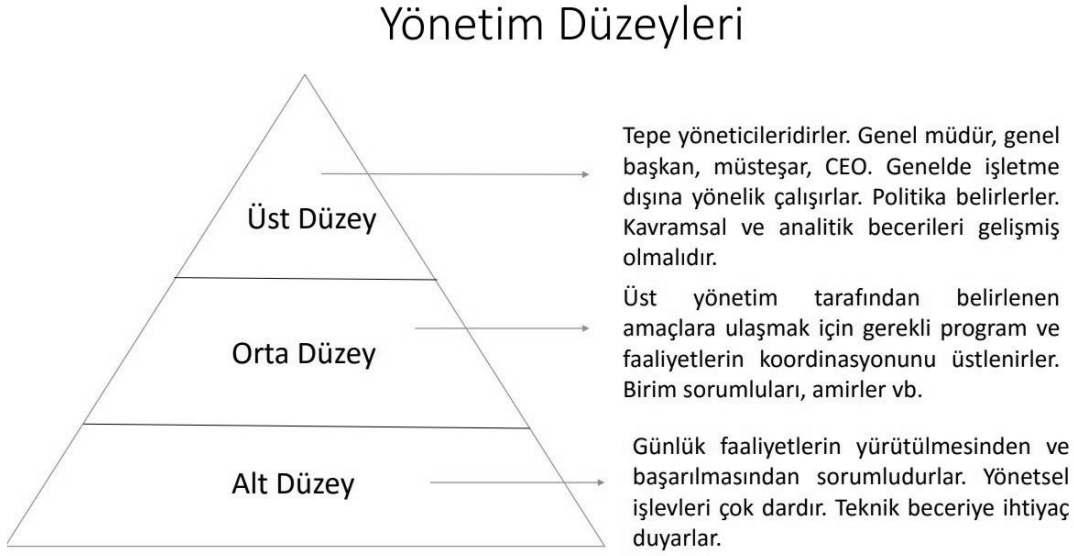 Yönetim Düzeyleri
Üst Düzey
Tepe yöneticileridirler. Genel müdür, genel
başkan, müsteşar, CEO. Genelde işletme
dışına yönelik çalışırlar. Politika belirlerler.
Kavramsal ve analitik becerileri gelişmiş
olmalıdır.
Orta Düzey
Üst yönetim tarafından belirlenen
amaçlara ulaşmak için gerekli program ve
faaliyetlerin koordinasyonunu üstlenirler.
Birim sorumluları, amirler vb.
Alt Düzey
Günlük faaliyetlerin yürütülmesinden ve
başarılmasından sorumludurlar. Yönetsel
işlevleri çok dardır. Teknik beceriye ihtiyaç
duyarlar.